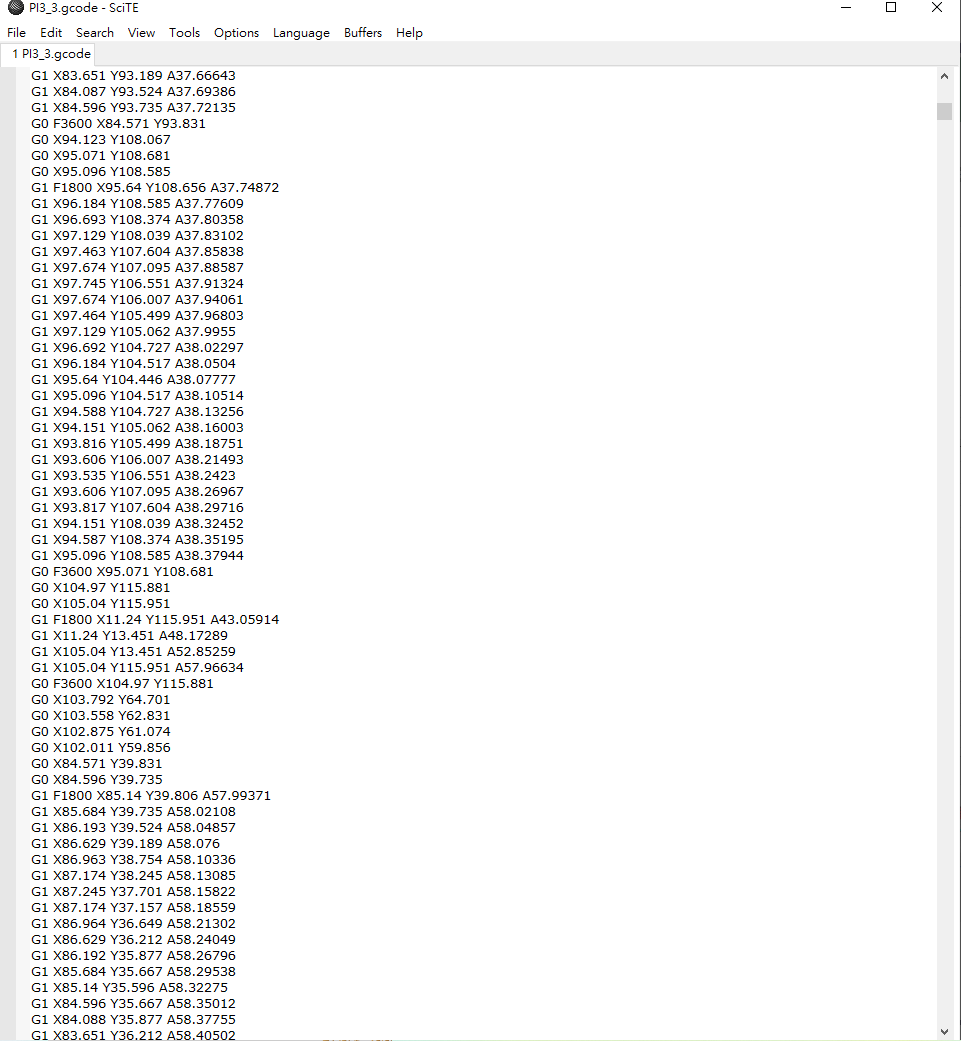 PI3_3.gcode - SciTE
File Edit Search View Tools Options Language Buffers Help
1 PI3_3.gcode
G1 X83.651 Y93.189 A37.66643
G1 X84.087 Y93.524 A37.69386
G1 X84.596 Y93.735 A37.72135
G0 F3600 X84.571 Y93.831
G0 X94.123 Y108.067
G0 X95.071 Y108.681
G0 X95.096 Y108.585
G1 F1800 X95.64 Y108.656 A37.74872
G1 X96.184 Y108.585 A37.77609
G1 X96.693 Y108.374 A37.80358
G1 X97.129 Y108.039 A37.83102
G1 X97.463 Y107.604 A37.85838
G1 X97.674 Y107.095 A37.88587
G1 X97.745 Y106.551 A37.91324
G1 X97.674 Y106.007 A37.94061
G1 X97.464 Y105.499 A37.96803
G1 X97.129 Y105.062 A37.9955
G1 X96.692 Y104.727 A38.02297
G1 X96.184 Y104.517 A38.0504
G1 X95.64 Y104.446 A38.07777
G1 X95.096 Y104.517 A38.10514
G1 X94.588 Y104.727 A38.13256
G1 X94.151 Y105.062 A38.16003
G1 X93.816 Y105.499 A38.18751
G1 X93.606 Y106.007 A38.21493
G1 X93.535 Y106.551 A38.2423
G1 X93.606 Y107.095 A38.26967
G1 X93.817 Y107.604 A38.29716
G1 X94.151 Y108.039 A38.32452
G1 X94.587 Y108.374 A38.35195
G1 X95.096 Y108.585 A38.37944
G0 F3600 X95.071 Y108.681
G0 X104.97 Y115.881
G0 X105.04 Y115.951
G1 F1800 X11.24 Y115.951 A43.05914
G1 X11.24 Y13.451 A48.17289
G1 X105.04 Y13.451 A52.85259
G1 X105.04 Y115.951 A57.96634
G0 F3600 X104.97 Y115.881
G0 X103.792 Y64.701
G0 X103.558 Y62.831
G0 X102.875 Y61.074
G0 X102.011 Y59.856
G0 X84.571 Y39.831
G0 X84.596 Y39.735
G1 F1800 X85.14 Y39.806 A57.99371
G1 X85.684 Y39.735 A58.02108
G1 X86.193 Y39.524 A58.04857
G1 X86.629 Y39.189 A58.076
G1 X86.963 Y38.754 A58.10336
G1 X87.174 Y38.245 A58.13085
G1 X87.245 Y37.701 A58.15822
G1 X87.174 Y37.157 A58.18559
G1 X86.964 Y36.649 A58.21302
G1 X86.629 Y36.212 A58.24049
G1 X86.192 Y35.877 A58.26796
G1 X85.684 Y35.667 A58.29538
G1 X85.14 Y35.596 A58.32275
G1 X84.596 Y35.667 A58.35012
G1 X84.088 Y35.877 A58.37755
G1 X83.651 Y36.212 A58.40502